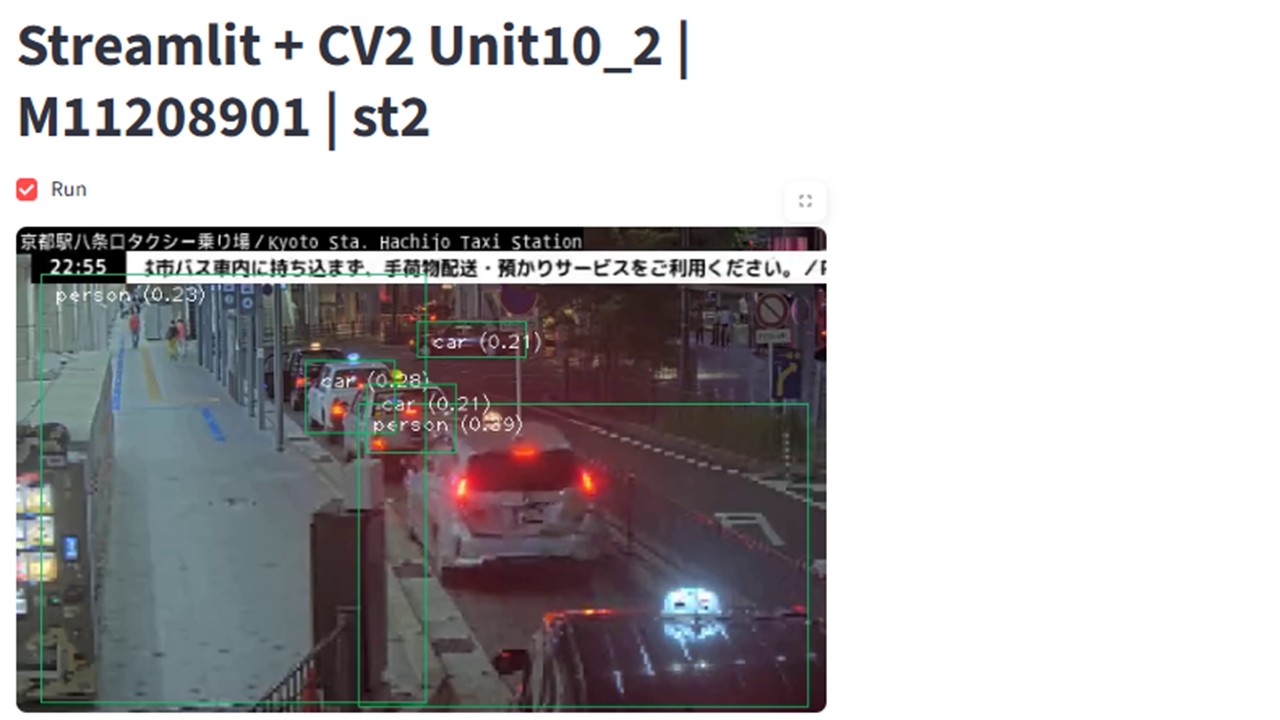 Streamlit + CV2 Unit10_2 |
M11208901 | st2
Run
京都駅八条口タクシー乗り場/Kyoto Sta. Hachijo Taxi Station
22:55 市バス車内に持ち込まず、手荷物配送・預かりサービスをご利用ください。/
person (0.23)
car (0.21)
car (0.28)
car (0.21)
person (0.39)